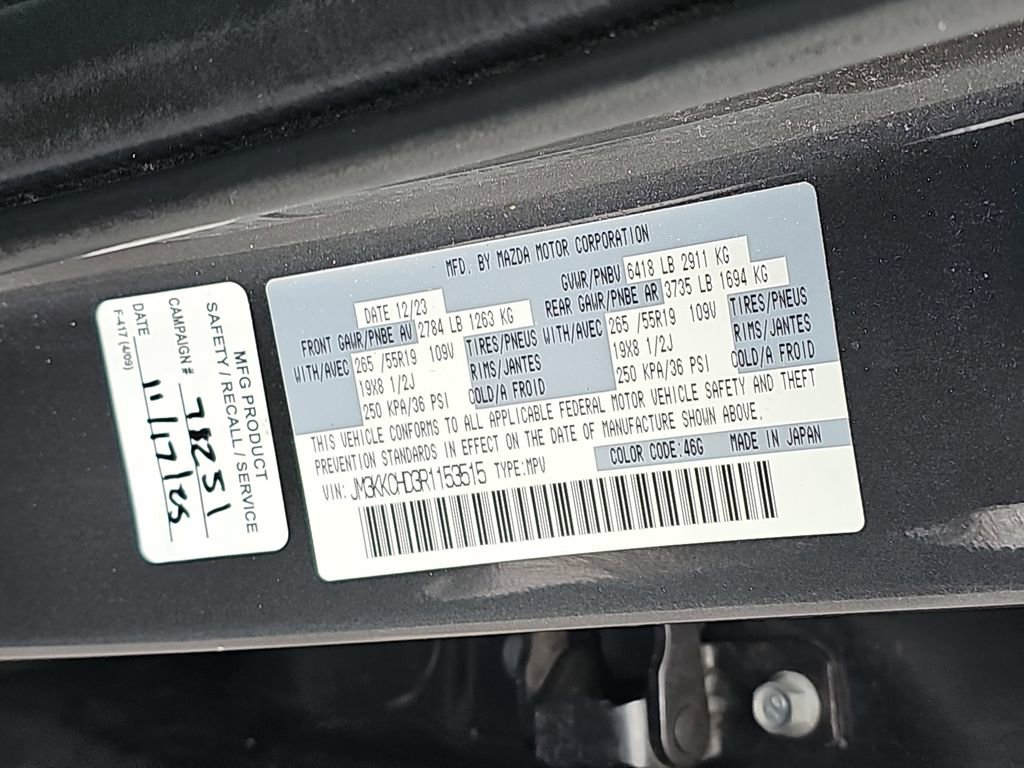 MFD. BY MAZDA MOTOR CORPORATION
DATE 12/23 GVWR/PNBV 6418 LB 2911 KG
FRONT GAWR/PNBE AV 2784 LB 1263 KG REAR GAWR/PNBE AR 3735 LB 1694 KG
WITH/AVEC 265 /55R19 109V TIRES/PNEUS WITH/AVEC 265 /55R19 109V TIRES/PNEUS
19X8 1/2J RIMS/JANTES 19X8 1/2J RIMS/JANTES
250 KPA/36 PSI COLD/A FROID 250 KPA/36 PSI COLD/A FROID
THIS VEHICLE CONFORMS TO ALL APPLICABLE FEDERAL MOTOR VEHICLE SAFETY AND THEFT
PREVENTION STANDARDS IN EFFECT ON THE DATE OF MANUFACTURE SHOWN ABOVE.
VIN: JM3KKCHD3R1153515 TYPE:MPV COLOR CODE:46G MADE IN JAPAN
MFG PRODUCT
SAFETY / RECALL / SERVICE
CAMPAIGN # 78251
DATE 11/17/25
F-417 (4/09)